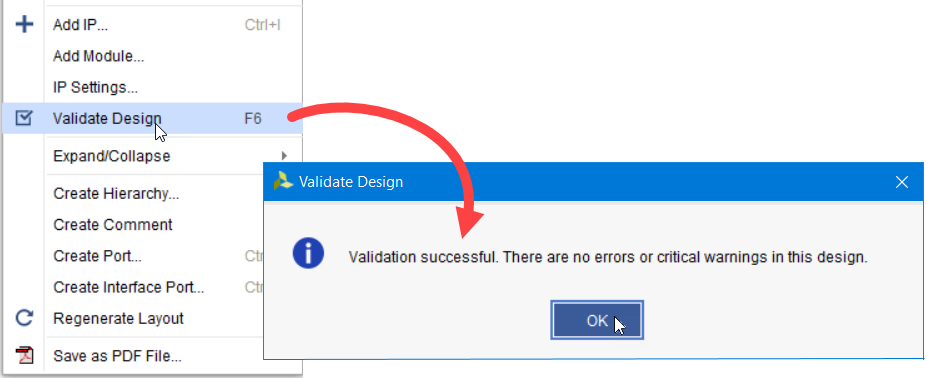 Add IP... Ctrl+I
Add Module...
IP Settings...
Validate Design F6
Expand/Collapse
Validate Design
Create Hierarchy...
Create Comment
Create Port...
Create Interface Port...
Regenerate Layout
Save as PDF File...
Validation successful. There are no errors or critical warnings in this design.
OK